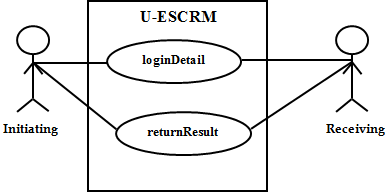 U-ESCRM
loginDetail
returnResult
Initiating
Receiving